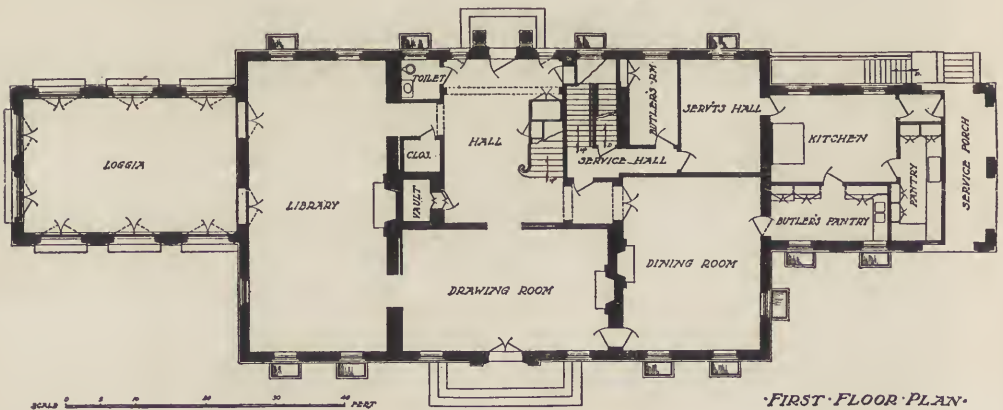 TOILET
HALL
BUTLER'S·RM
SERV'TS HALL
KITCHEN
LOGGIA
CLOS.
SERVICE HALL
PANTRY
SERVICE PORCH
LIBRARY
VAULT
BUTLER'S PANTRY
DRAWING ROOM
DINING ROOM
SCALE 0 5 10 20 30 40 FEET
·FIRST·FLOOR·PLAN·